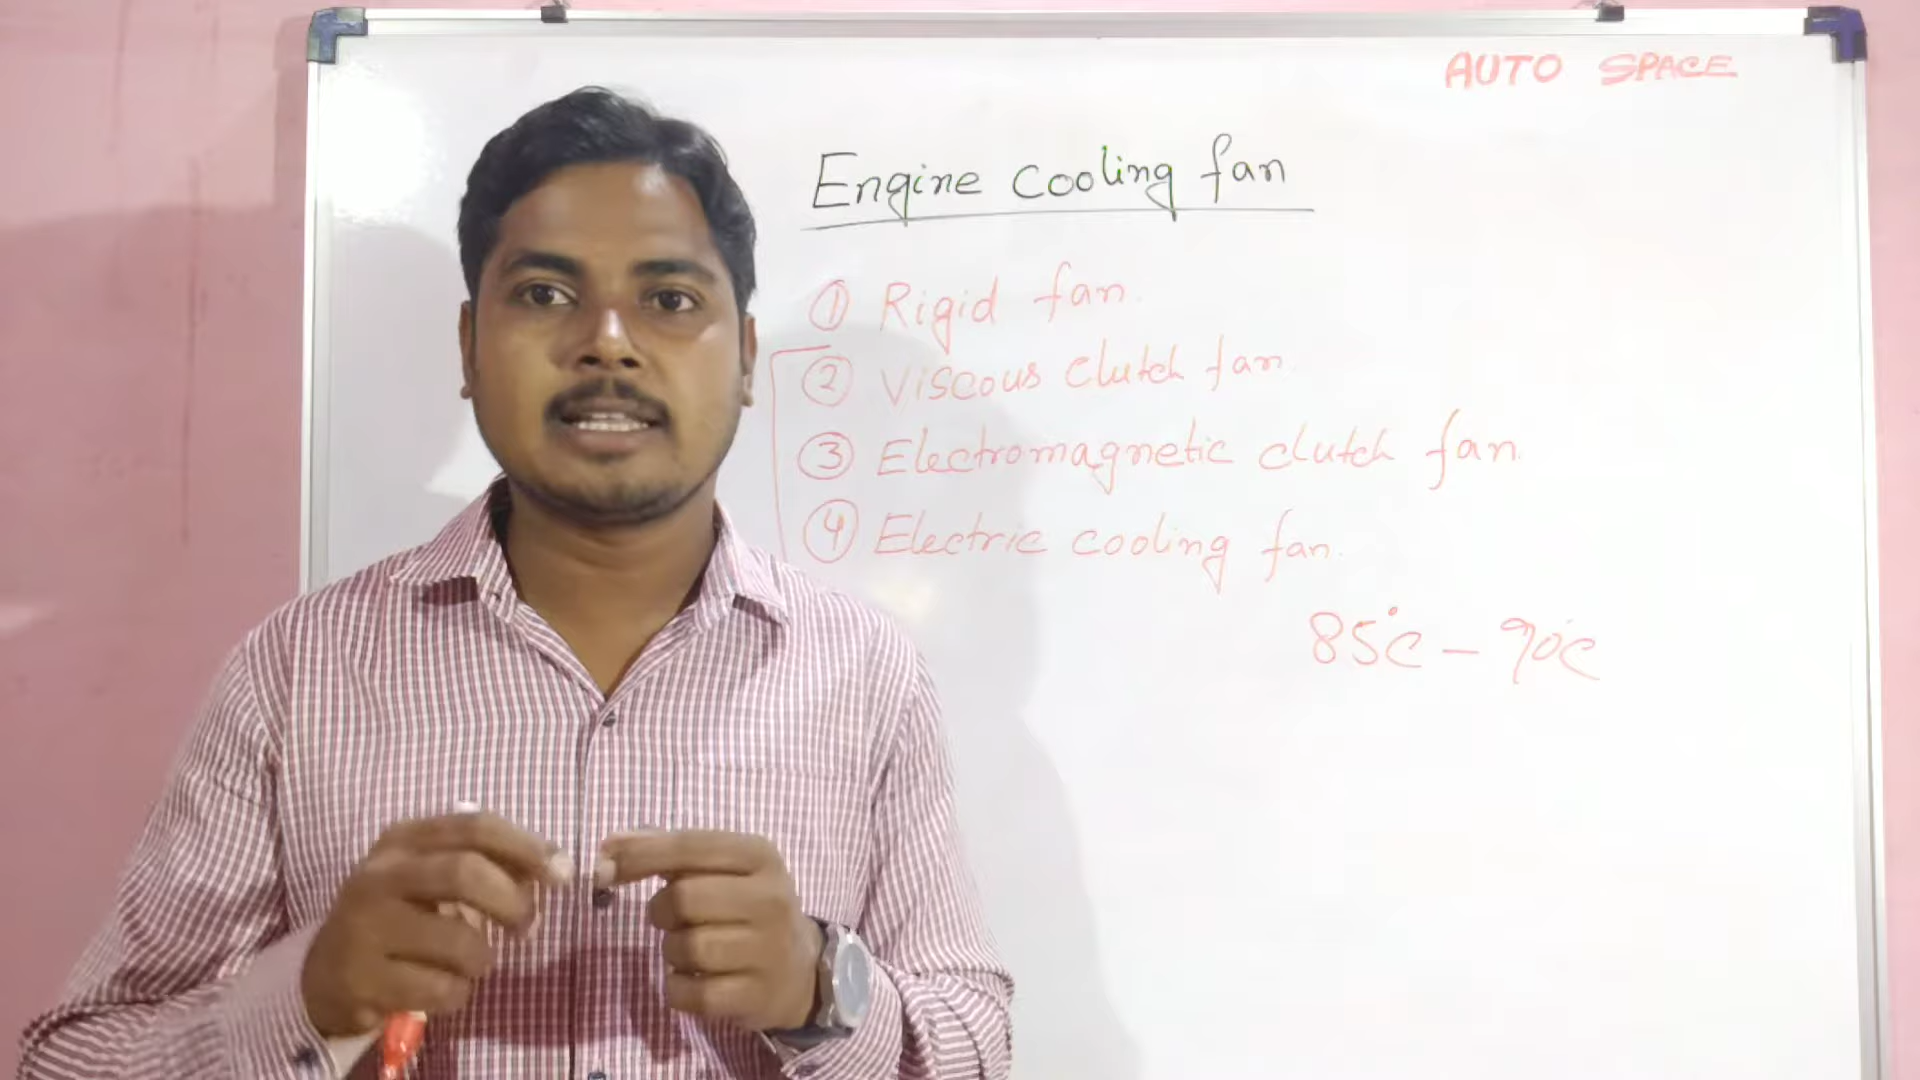 AUTO SPACE
Engine cooling fan
① Rigid fan.
② Viscous clutch fan.
③ Electromagnetic clutch fan.
④ Electric cooling fan.
85°C - 90°C